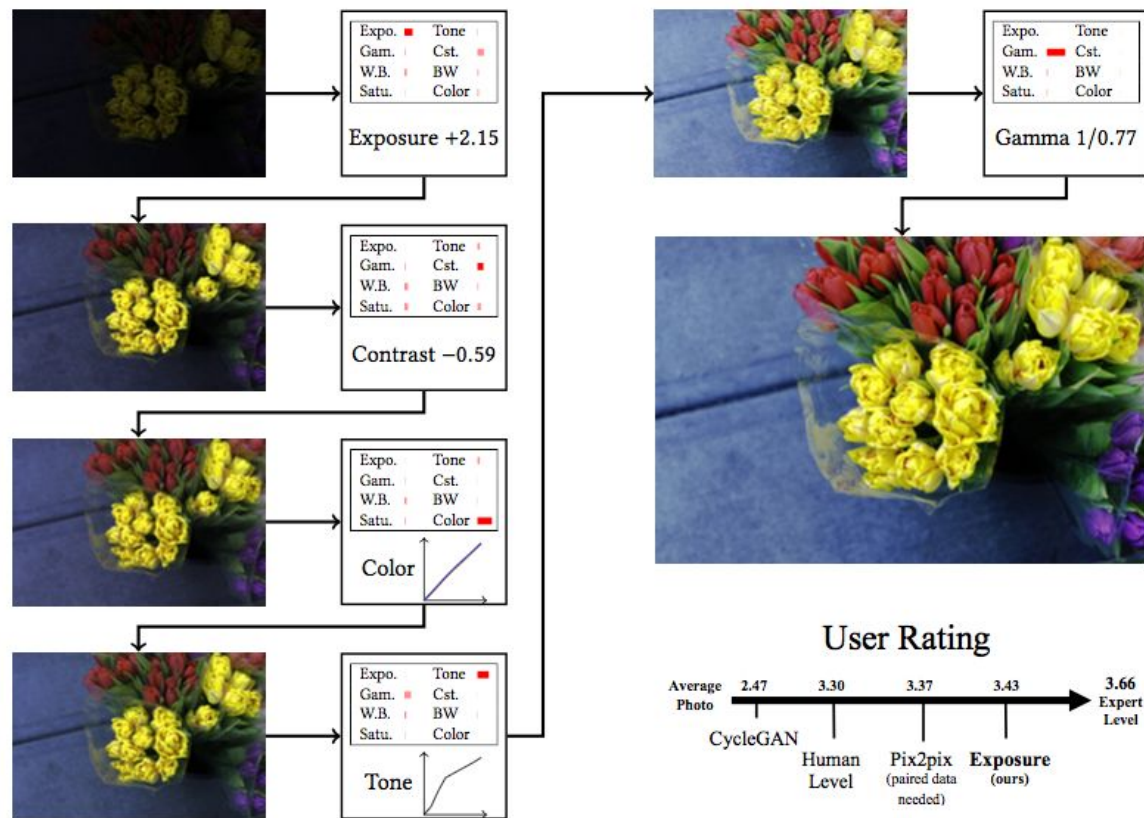 Expo. Tone
Gam. Cst.
W.B. BW
Satu. Color
Exposure +2.15
Expo. Tone
Gam. Cst.
W.B. BW
Satu. Color
Contrast −0.59
Expo. Tone
Gam. Cst.
W.B. BW
Satu. Color
Color
Expo. Tone
Gam. Cst.
W.B. BW
Satu. Color
Tone
Expo. Tone
Gam. Cst.
W.B. BW
Satu. Color
Gamma 1/0.77
User Rating
Average
Photo
2.47 3.30 3.37 3.43
3.66
Expert
Level
CycleGAN
Human
Level
Pix2pix
(paired data
needed)
Exposure
(ours)